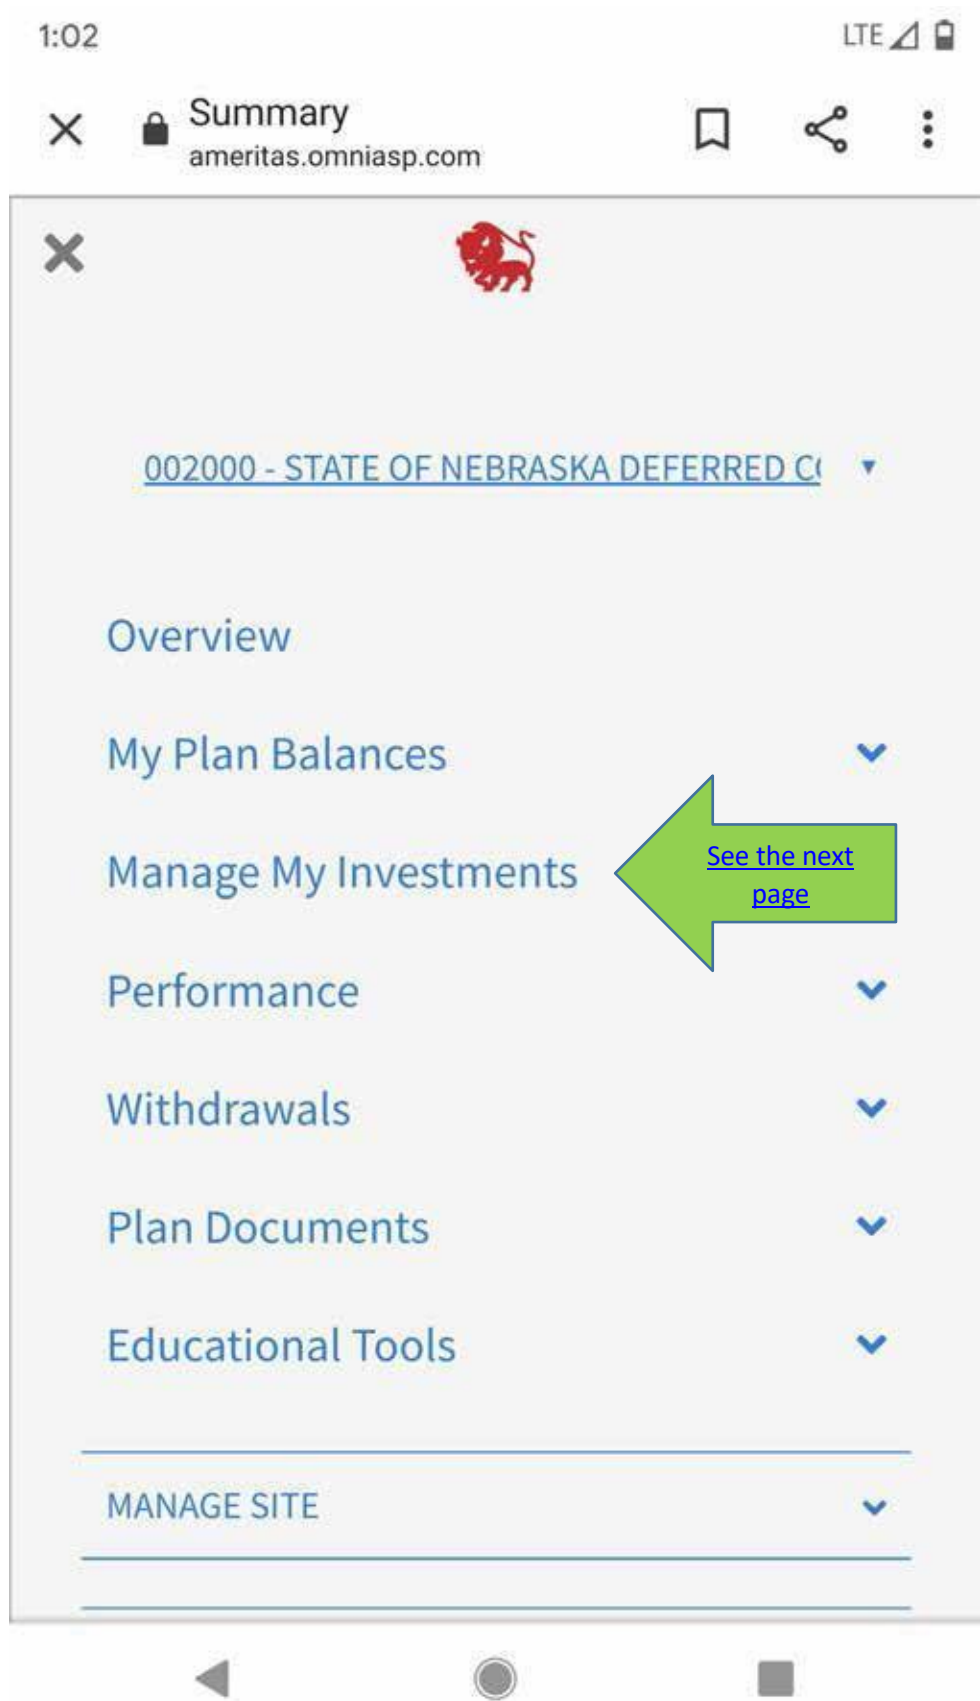 1:02
LTE
Summary
ameritas.omniasp.com
002000 - STATE OF NEBRASKA DEFERRED C
Overview
My Plan Balances
Manage My Investments
See the next
page
Performance
Withdrawals
Plan Documents
Educational Tools
MANAGE SITE